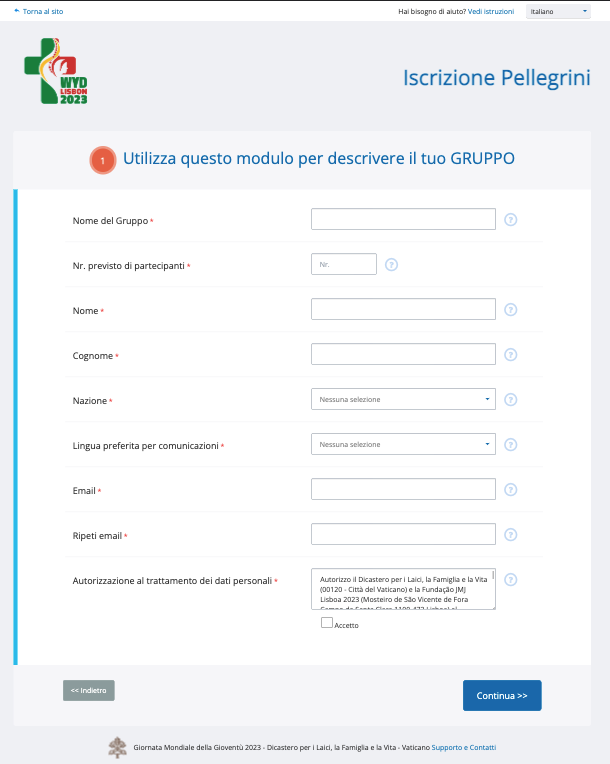 Torna al sito
Hai bisogno di aiuto? Vedi istruzioni
Italiano
WYD
LISBON
2023
Iscrizione Pellegrini
1 Utilizza questo modulo per descrivere il tuo GRUPPO
Nome del Gruppo *
?
Nr. previsto di partecipanti *
Nr.
?
Nome *
?
Cognome *
?
Nazione *
Nessuna selezione
?
Lingua preferita per comunicazioni *
Nessuna selezione
?
Email *
?
Ripeti email *
?
Autorizzazione al trattamento dei dati personali *
Autorizzo il Dicastero per i Laici, la Famiglia e la Vita
(00120 - Città del Vaticano) e la Fundação JMJ
Lisboa 2023 (Mosteiro de São Vicente de Fora
?
Accetto
<< Indietro
Continua >>
Giornata Mondiale della Gioventù 2023 - Dicastero per i Laici, la Famiglia e la Vita - Vaticano Supporto e Contatti